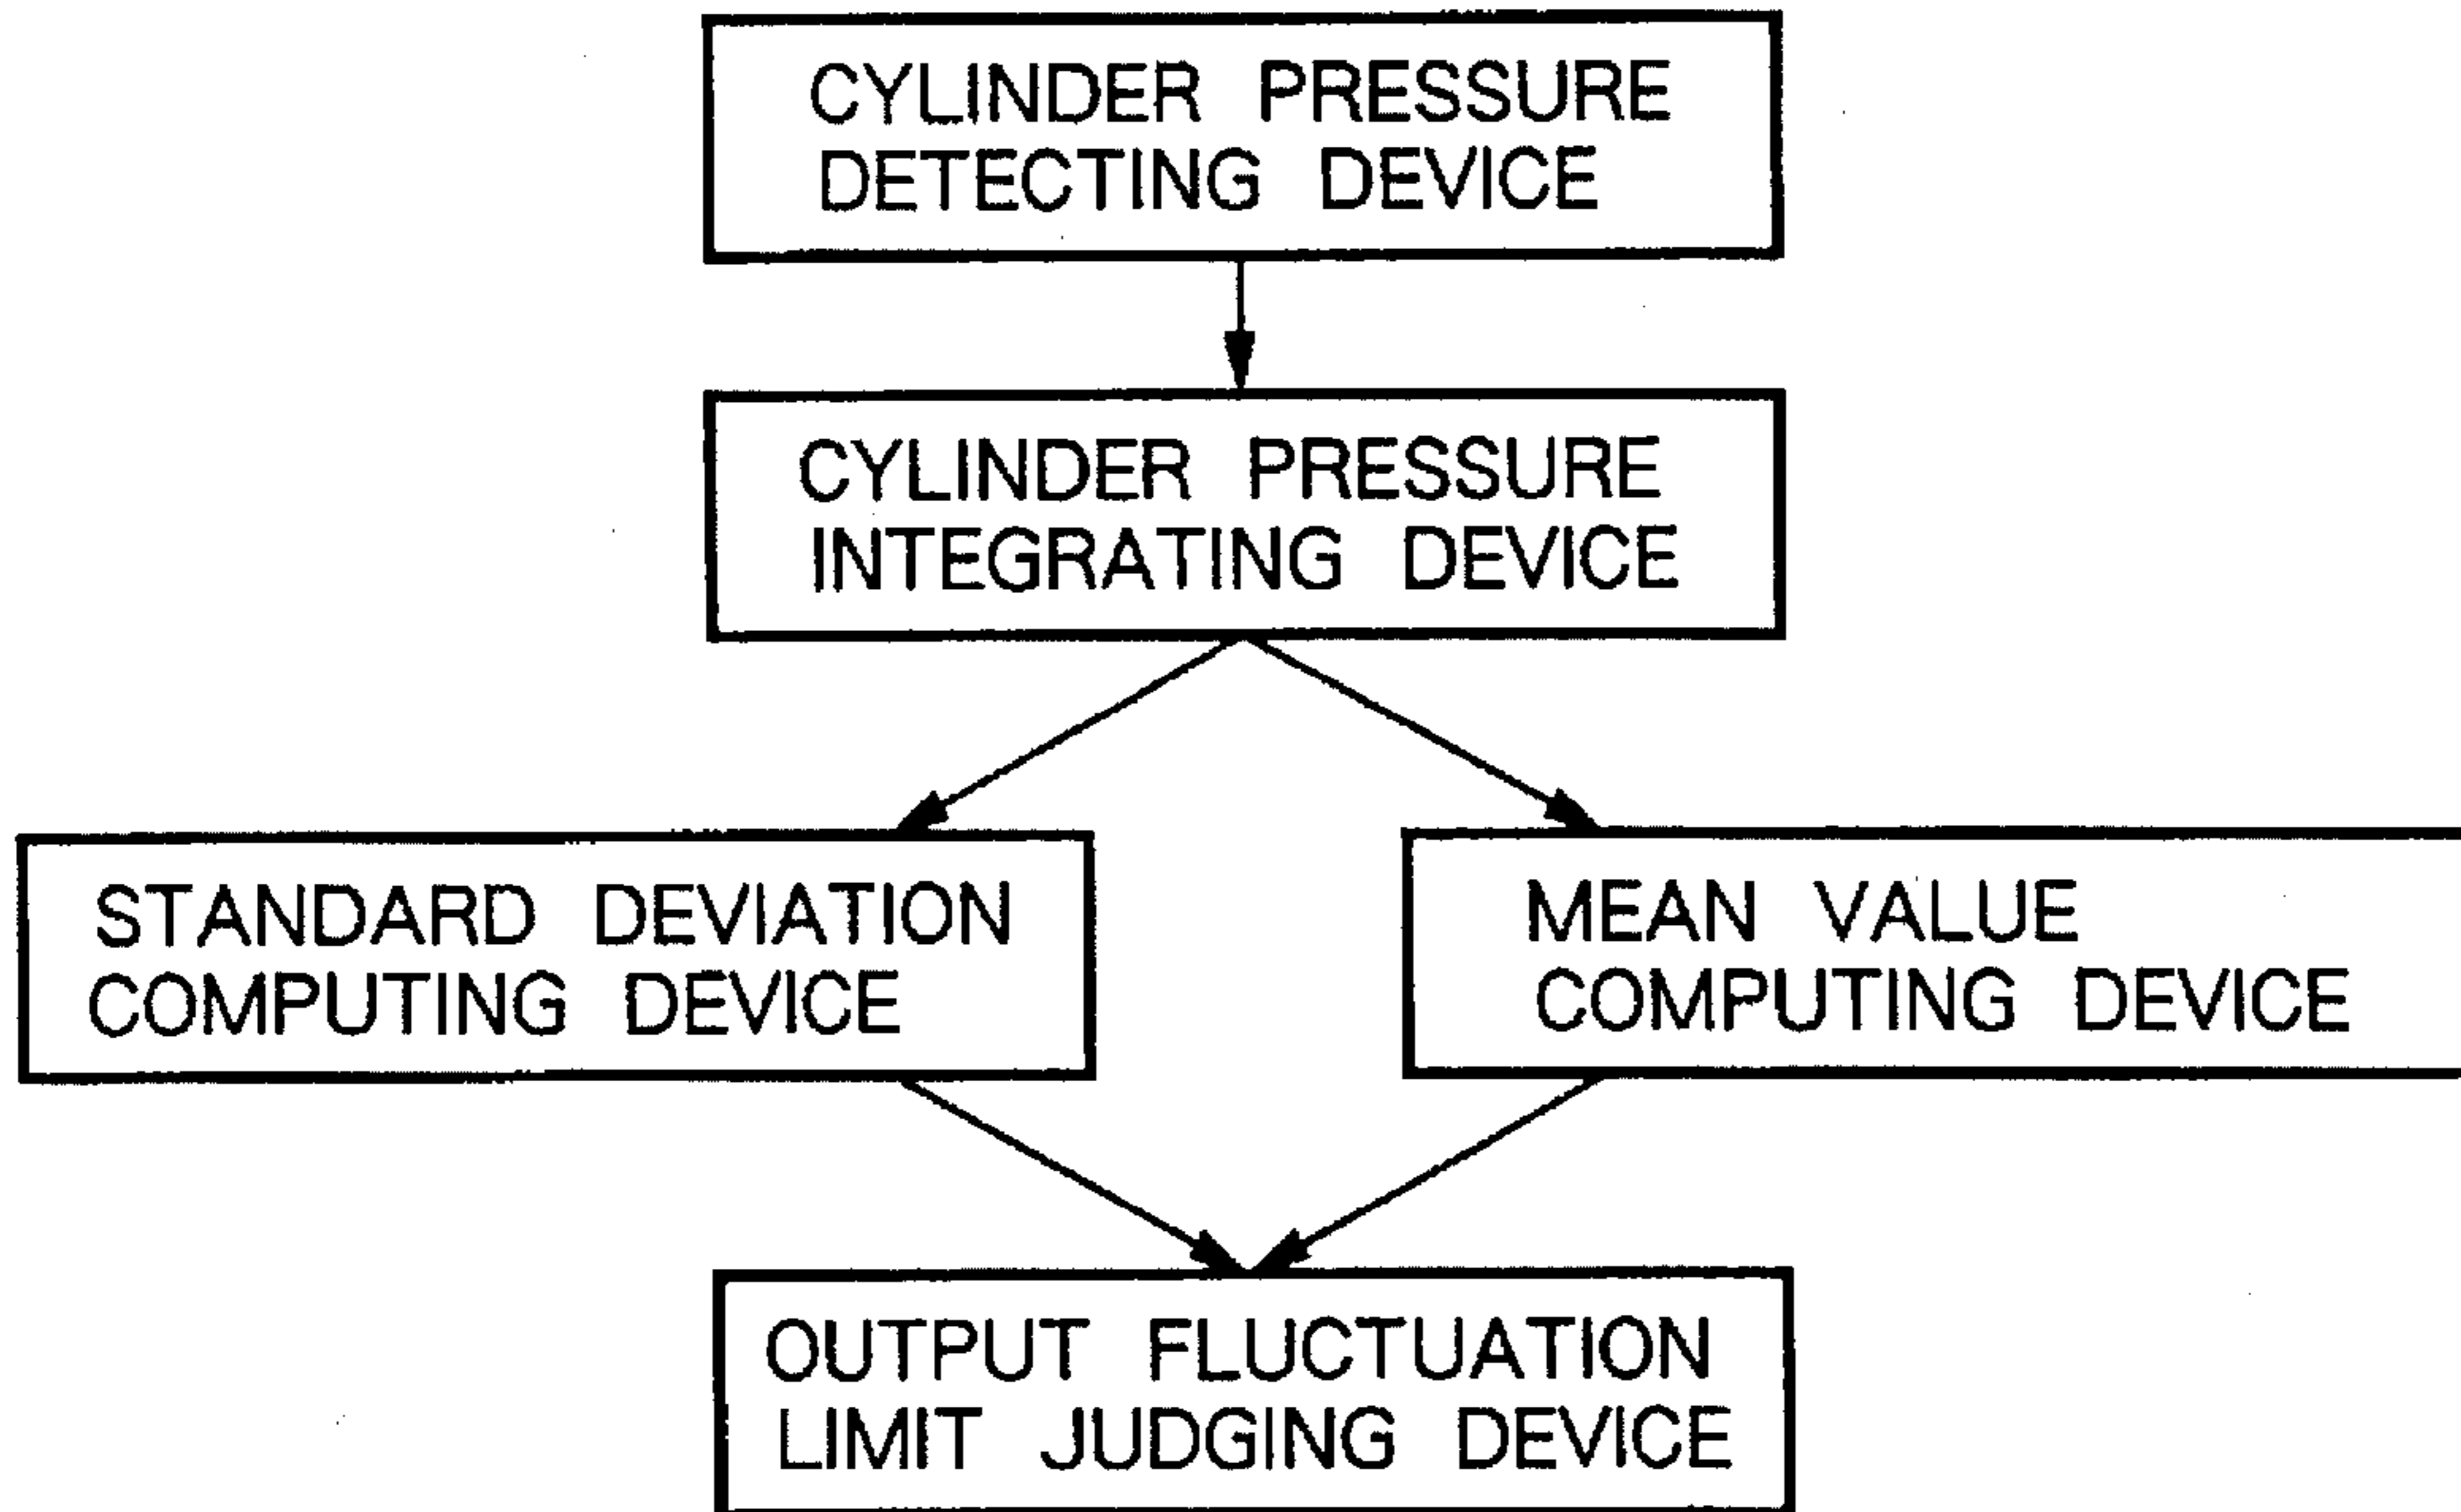 CYLINDER PRESSURE
DETECTING DEVICE
CYLINDER PRESSURE
INTEGRATING DEVICE
STANDARD DEVIATION
COMPUTING DEVICE
MEAN VALUE
COMPUTING DEVICE
OUTPUT FLUCTUATION
LIMIT JUDGING DEVICE